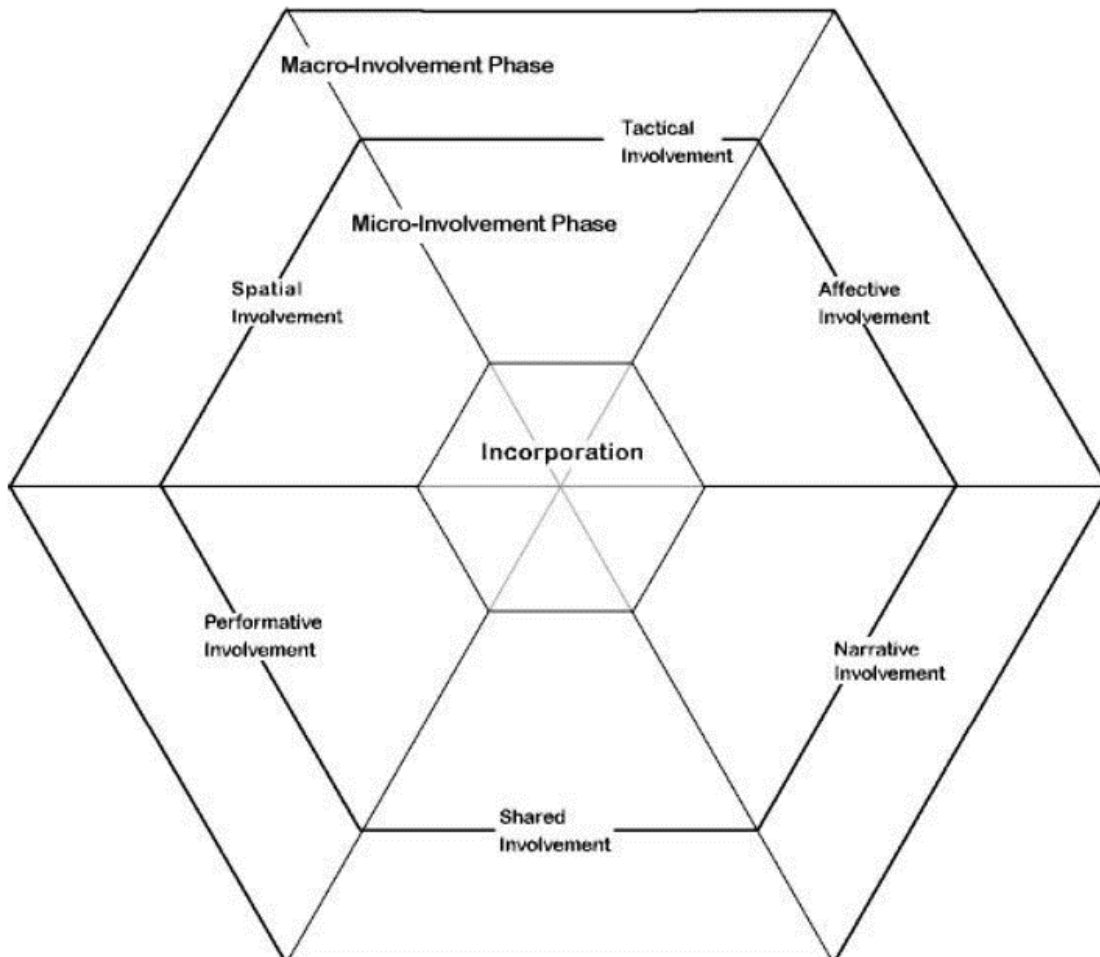 Macro-Involvement Phase
Tactical
Involvement
Micro-Involvement Phase
Spatial
Involvement
Affective
Involvement
Incorporation
Performative
Involvement
Narrative
Involvement
Shared
Involvement